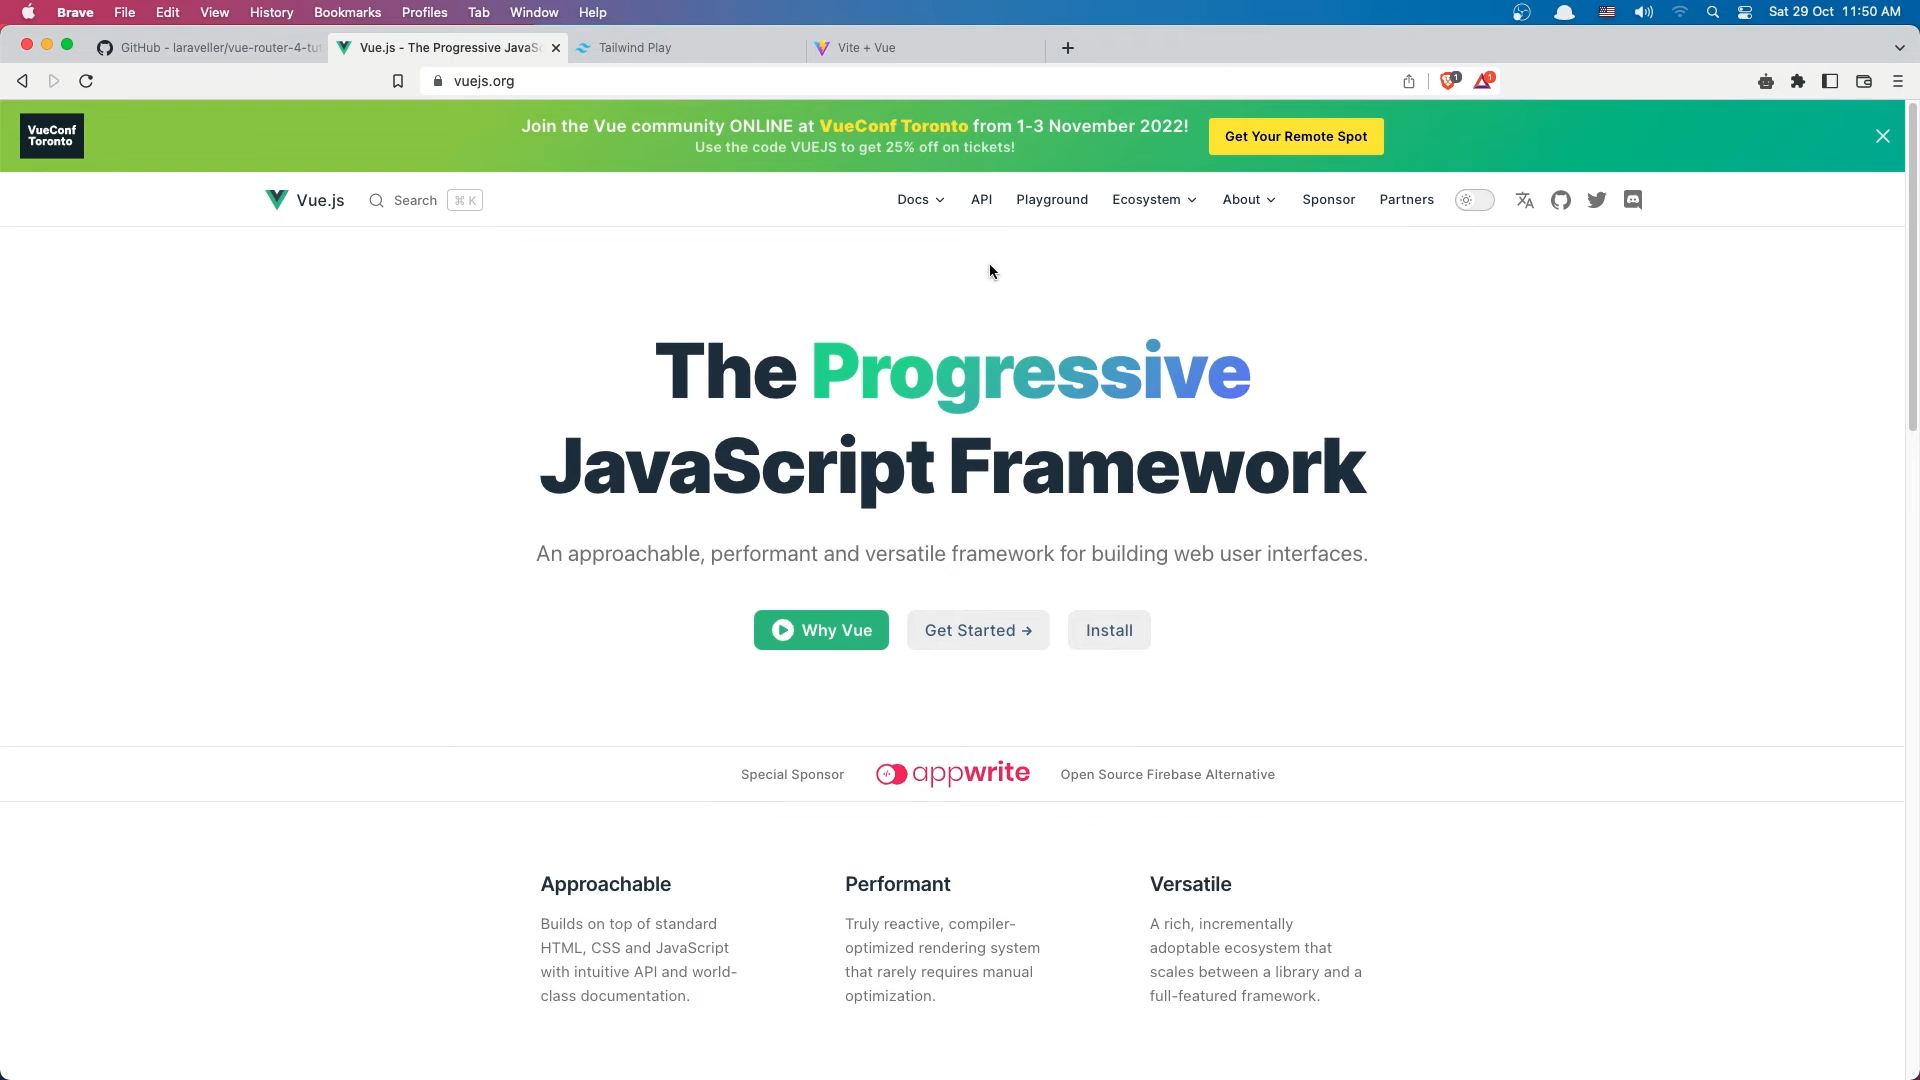 Brave File Edit View History Bookmarks Profiles Tab Window Help Sat 29 Oct 11:50 AM
GitHub - laraveller/vue-router-4-tut Vue.js - The Progressive JavaSc Tailwind Play Vite + Vue
vuejs.org 1 1
VueConf
Toronto
Join the Vue community ONLINE at VueConf Toronto from 1-3 November 2022!
Use the code VUEJS to get 25% off on tickets!
Get Your Remote Spot
Vue.js Search ⌘ K Docs API Playground Ecosystem About Sponsor Partners
The Progressive
JavaScript Framework
An approachable, performant and versatile framework for building web user interfaces.
Why Vue Get Started → Install
Special Sponsor appwrite Open Source Firebase Alternative
Approachable
Builds on top of standard
HTML, CSS and JavaScript
with intuitive API and world-
class documentation.
Performant
Truly reactive, compiler-
optimized rendering system
that rarely requires manual
optimization.
Versatile
A rich, incrementally
adoptable ecosystem that
scales between a library and a
full-featured framework.